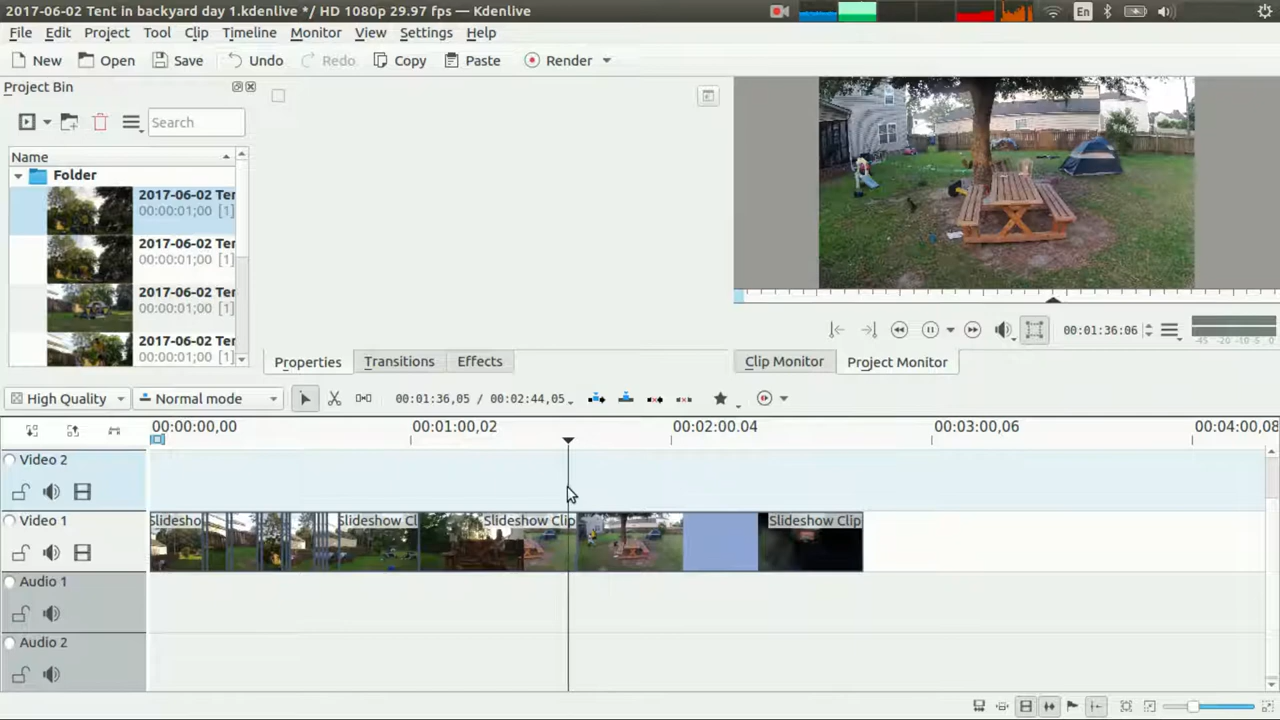 2017-06-02 Tent in backyard day 1.kdenlive */ HD 1080p 29.97 fps — Kdenlive
En
File Edit Project Tool Clip Timeline Monitor View Settings Help
New Open Save Undo Redo Copy Paste Render
Project Bin
Search
Name
Folder
2017-06-02 Ter
00:00:01;00 [1]
2017-06-02 Ter
00:00:01;00 [1]
2017-06-02 Ter
00:00:01;00 [1]
2017-06-02 Ter
00:00:01;00 [1]
00:01:36:06
-45 -20 -10 -5 0
Properties Transitions Effects
Clip Monitor Project Monitor
High Quality Normal mode 00:01:36,05 / 00:02:44,05
00:00:00,00 00:01:00,02 00:02:00.04 00:03:00,06 00:04:00,08
Video 2
Video 1
Slidesho Slideshow Cl Slideshow Clip Slideshow Clip
Audio 1
Audio 2